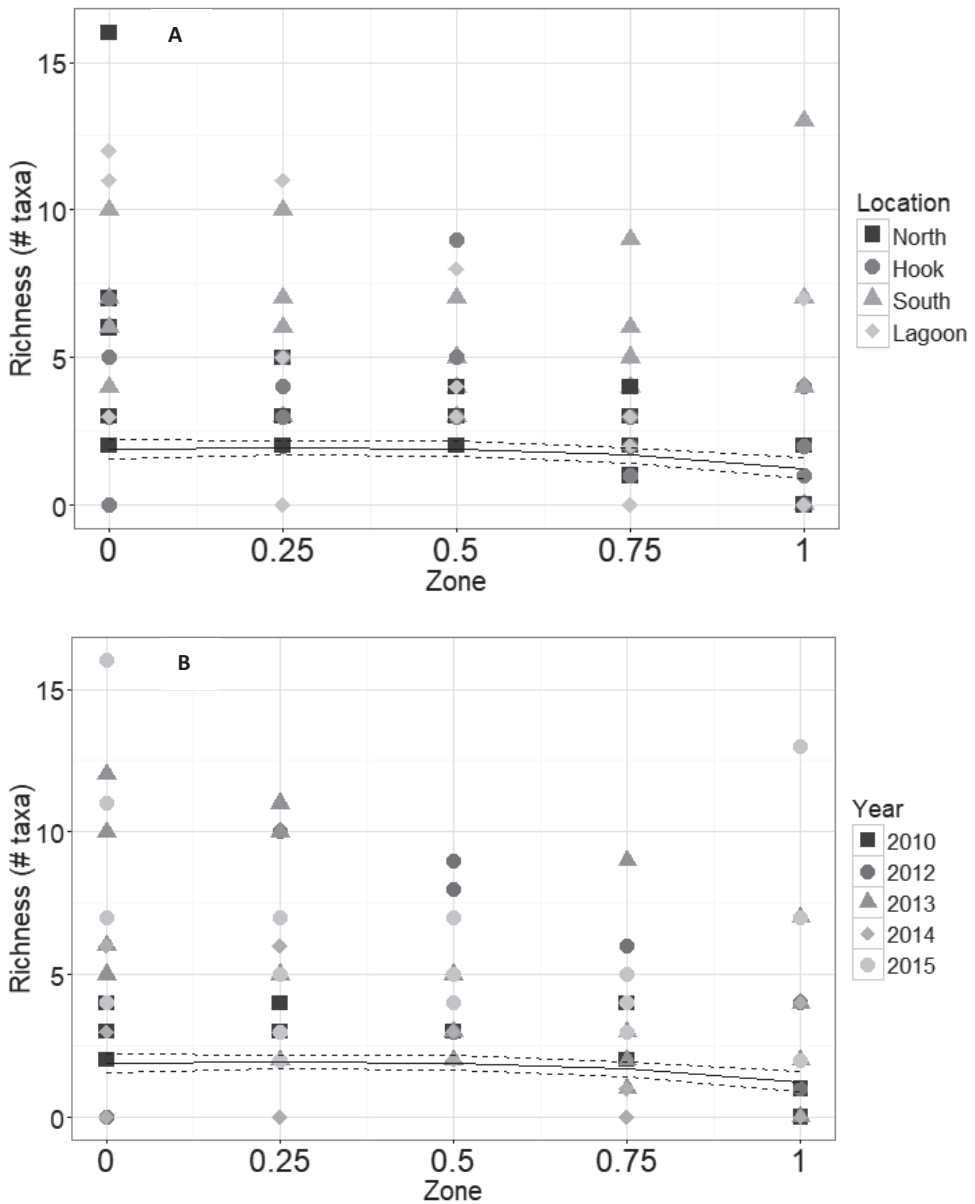 A
Richness (# taxa)
15
10
5
0
0 0.25 0.5 0.75 1
Zone
Location
North
Hook
South
Lagoon
B
Richness (# taxa)
15
10
5
0
0 0.25 0.5 0.75 1
Zone
Year
2010
2012
2013
2014
2015